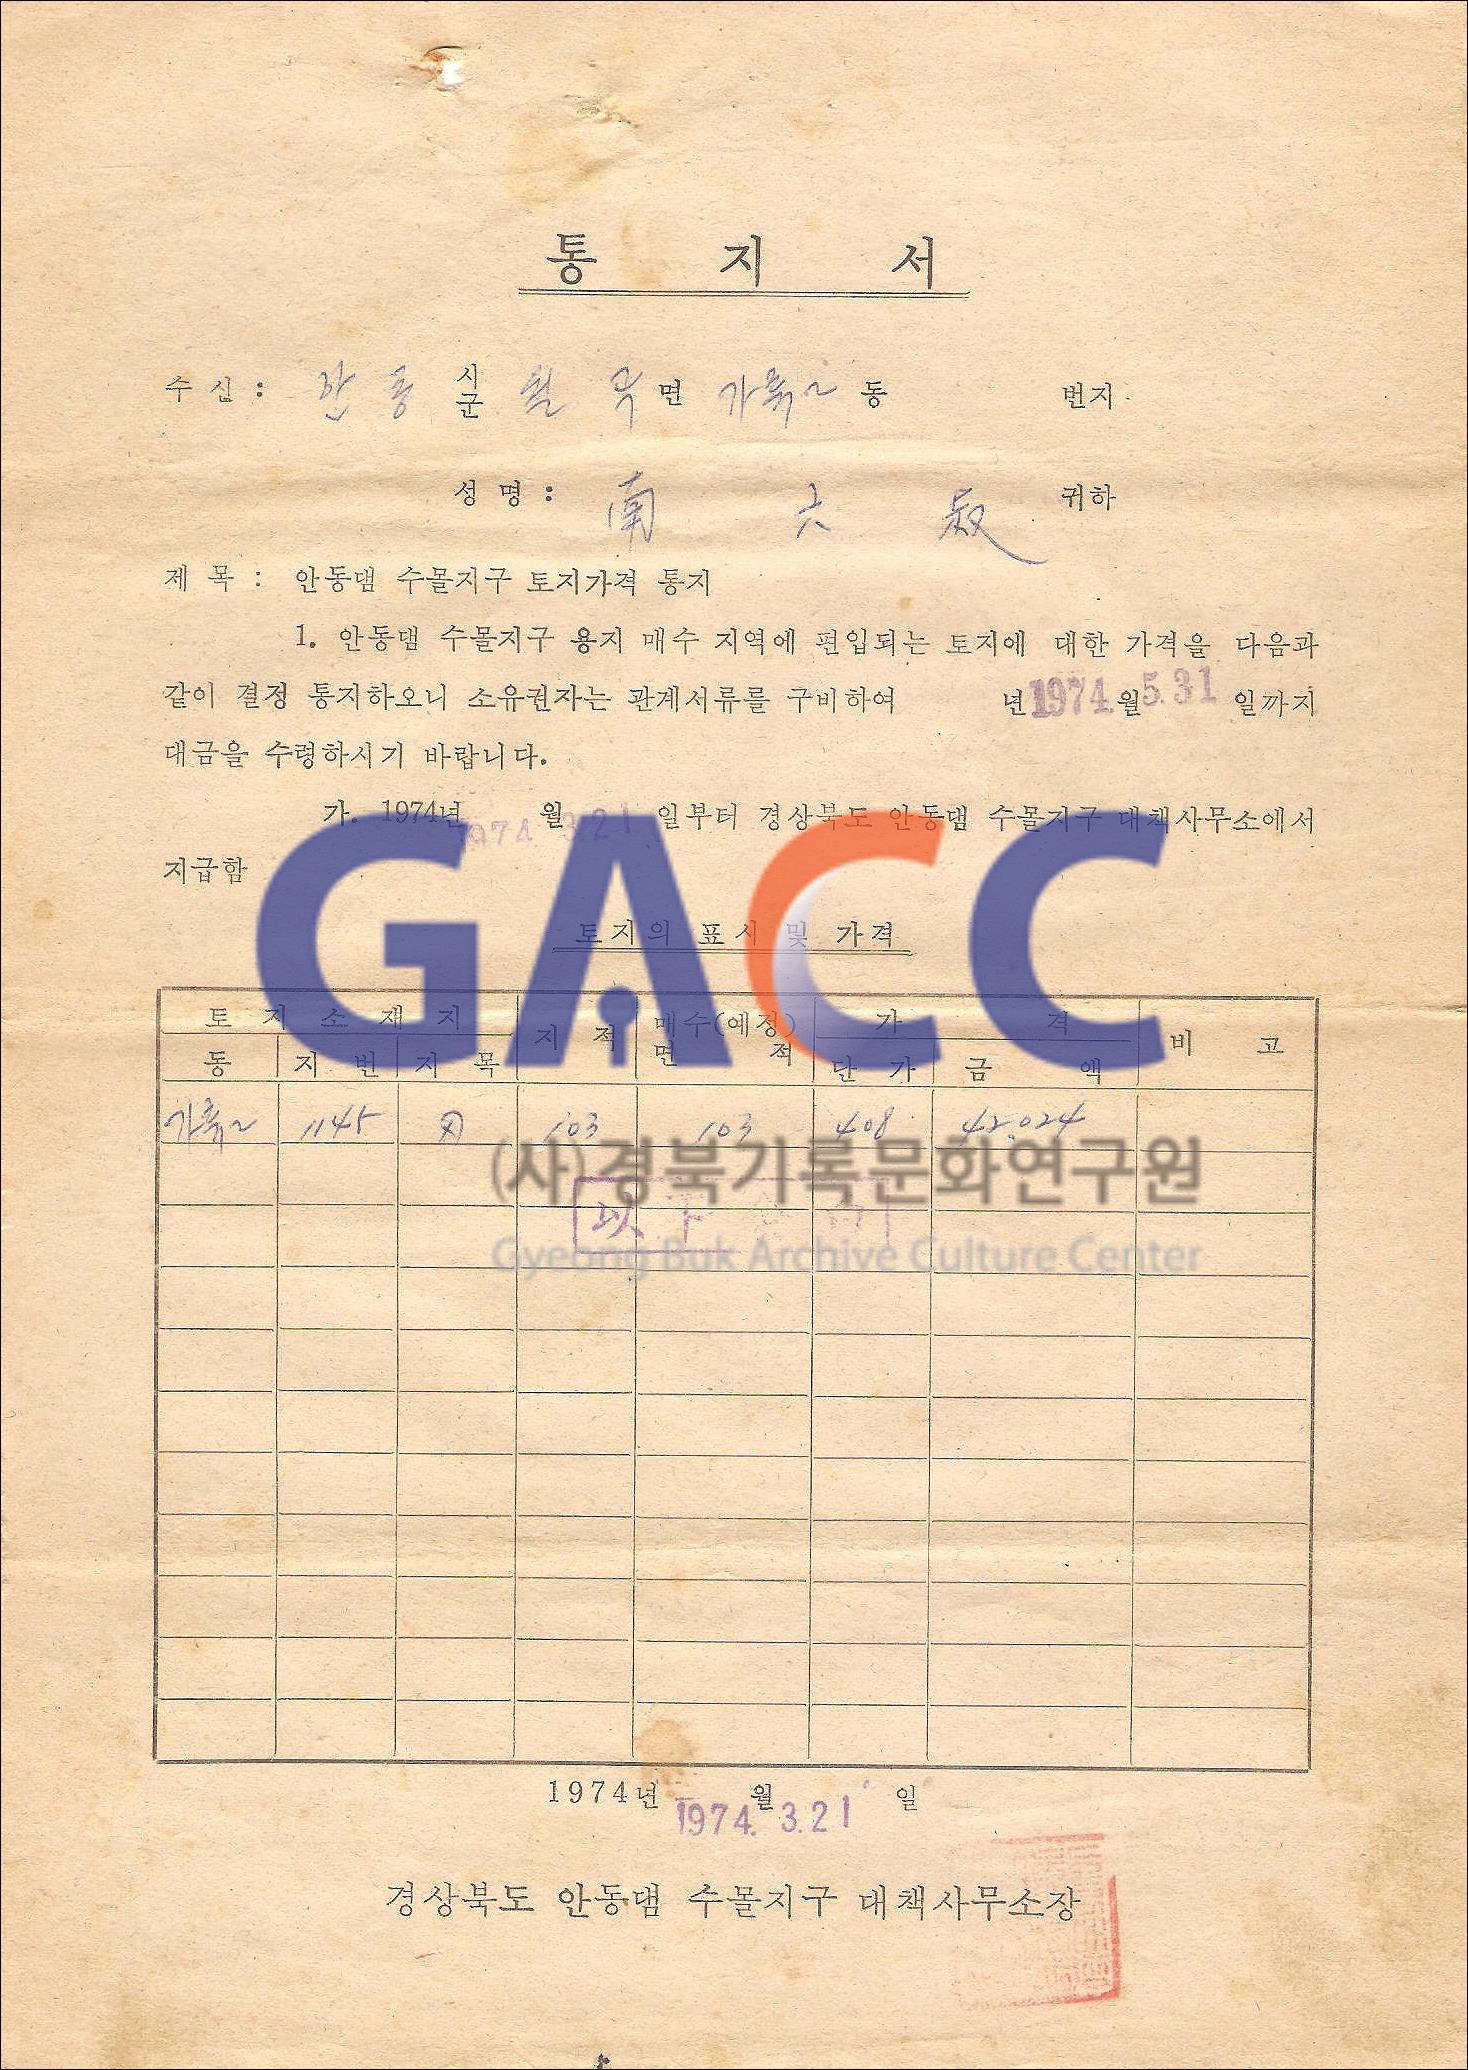 통 지 서
수 신 : 안 동 시 군 월 곡 면 가류2 동 번지
성 명 : 南 六 귀하
제 목 : 안동댐 수몰지구 토지가격 통지
1. 안동댐 수몰지구 용지 매수 지역에 편입되는 토지에 대한 가격을 다음과
같이 결정 통지하오니 소유권자는 관계서류를 구비하여 년 1974. 월 5.31 일까지
대금을 수령하시기 바랍니다.
가. 1974년 월 1974 3.21 일부터 경상북도 안동댐 수몰지구 대책사무소에서
지급함
GACC
토지의 표시 및 가격
토 지 소 재 지 지 적 매수(예정) 면 적 가 격 비 고
동 지 번 지 목 단 가 금 액
가류2 1145 103 103 408 42.024
(사)경북기록문화연구원
以下
Gyeong Buk Archive Culture Center
1974년 월 일
1974. 3.21
경상북도 안동댐 수몰지구 대책사무소장